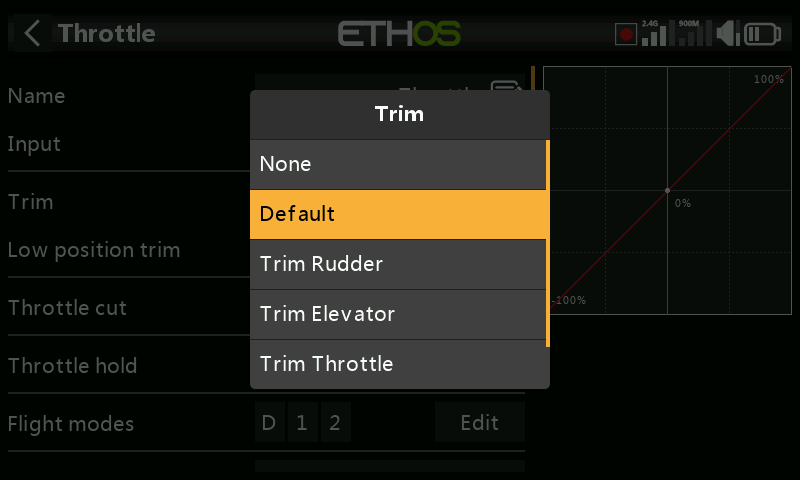 Throttle
ETHOS
2.4G
900M
Name
Throttle
Input
Trim
Low position trim
Throttle cut
Throttle hold
Flight modes
D 1 2
Edit
Trim
None
Default
Trim Rudder
Trim Elevator
Trim Throttle
100%
0%
-100%